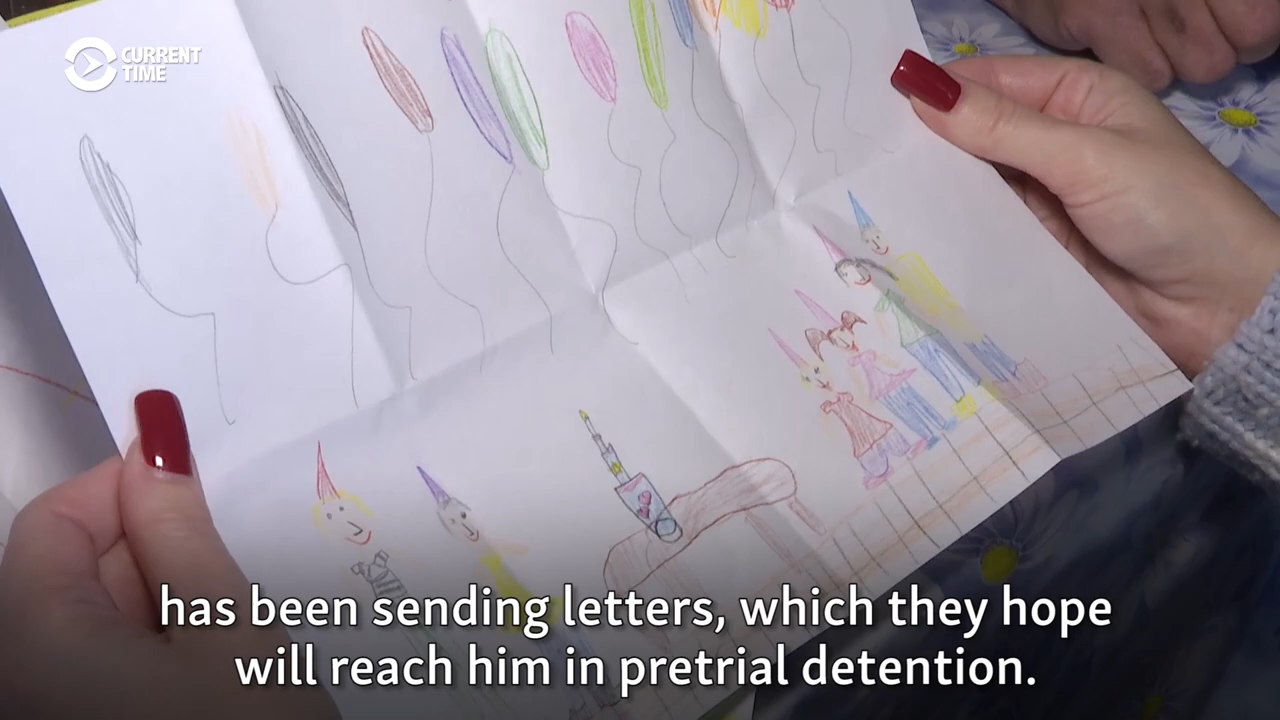 CURRENT
TIME
has been sending letters, which they hope
will reach him in pretrial detention.